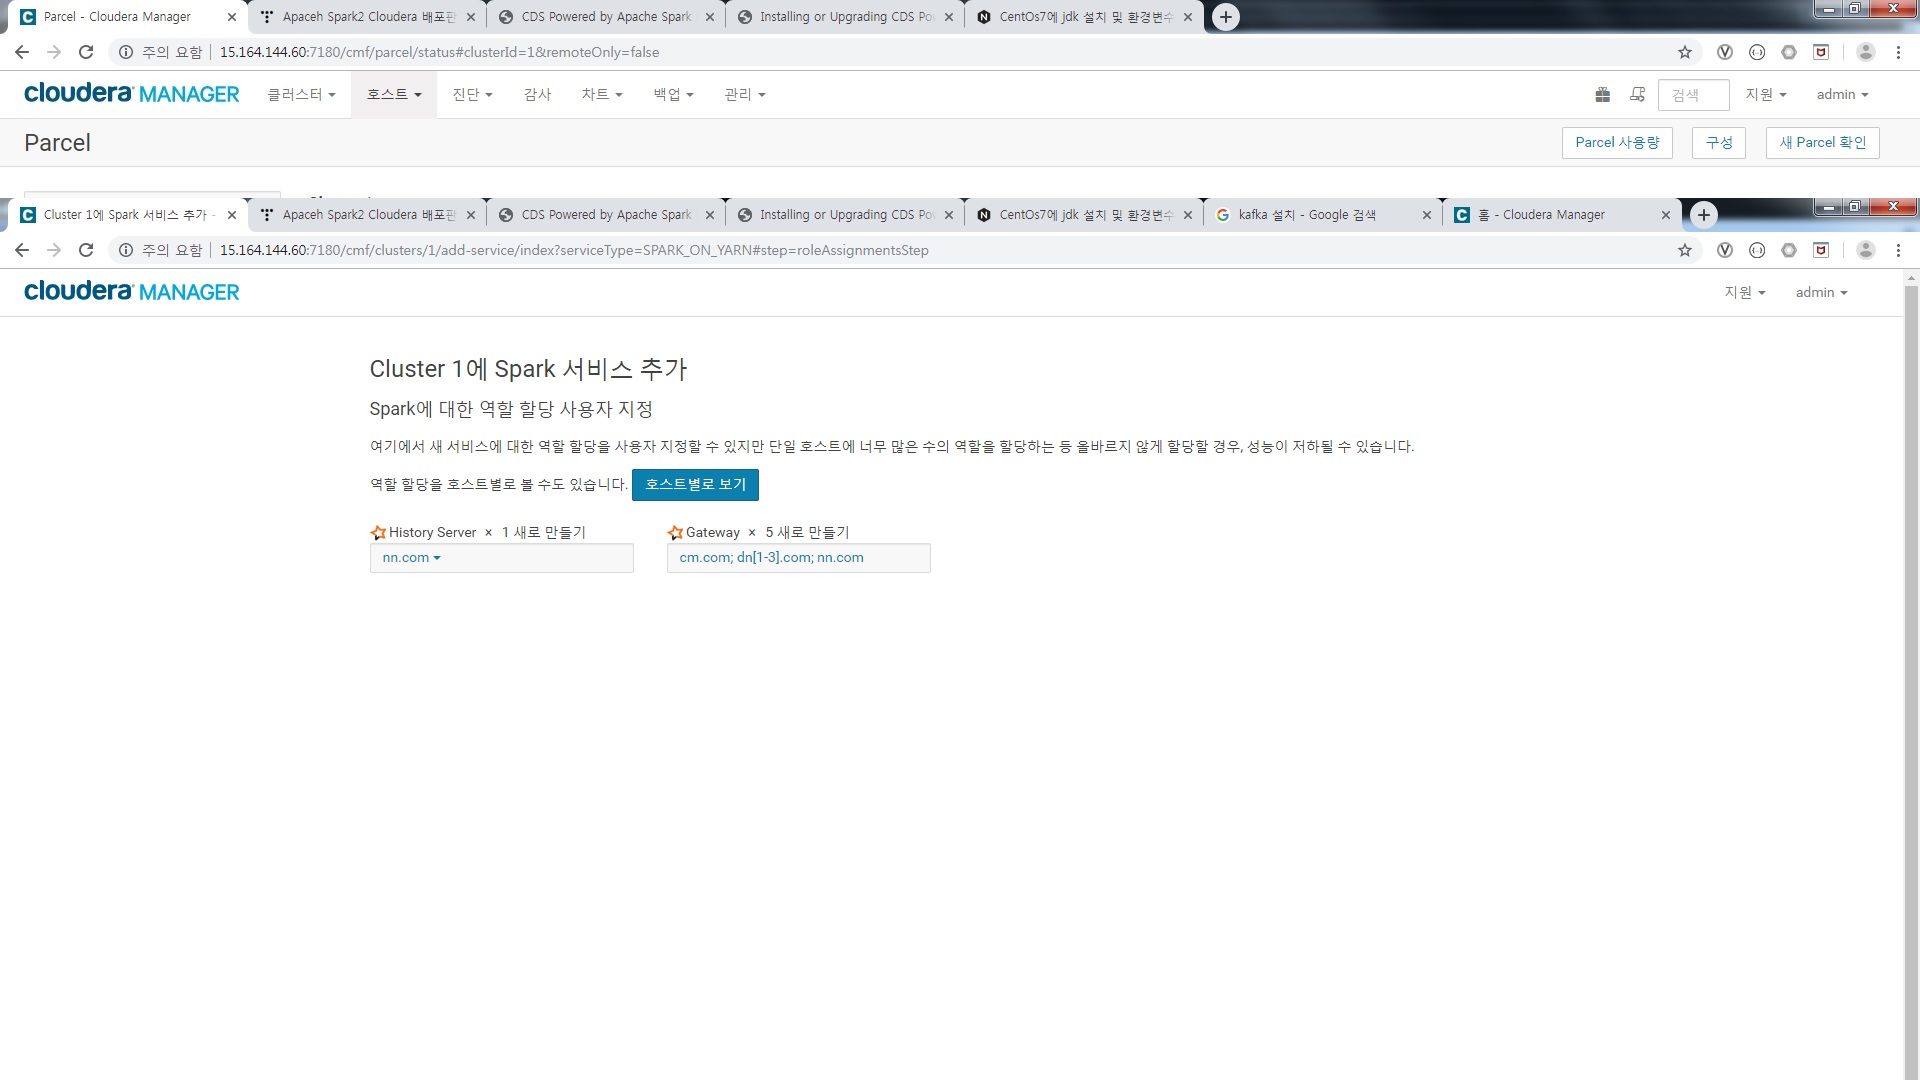 Parcel - Cloudera Manager
Apaceh Spark2 Cloudera 배포판
CDS Powered by Apache Spark
Installing or Upgrading CDS Po
CentOs7에 jdk 설치 및 환경변수
주의 요함 15.164.144.60:7180/cmf/parcel/status#clusterId=1&remoteOnly=false
cloudera MANAGER 클러스터 호스트 진단 감사 차트 백업 관리 검색 지원 admin
Parcel Parcel 사용량 구성 새 Parcel 확인
Cluster 1에 Spark 서비스 추가 -
Apaceh Spark2 Cloudera 배포판
CDS Powered by Apache Spark
Installing or Upgrading CDS Po
CentOs7에 jdk 설치 및 환경변수
kafka 설치 - Google 검색
홈 - Cloudera Manager
주의 요함 15.164.144.60:7180/cmf/clusters/1/add-service/index?serviceType=SPARK_ON_YARN#step=roleAssignmentsStep
cloudera MANAGER 지원 admin
Cluster 1에 Spark 서비스 추가
Spark에 대한 역할 할당 사용자 지정
여기에서 새 서비스에 대한 역할 할당을 사용자 지정할 수 있지만 단일 호스트에 너무 많은 수의 역할을 할당하는 등 올바르지 않게 할당할 경우, 성능이 저하될 수 있습니다.
역할 할당을 호스트별로 볼 수도 있습니다. 호스트별로 보기
History Server × 1 새로 만들기
nn.com
Gateway × 5 새로 만들기
cm.com; dn[1-3].com; nn.com